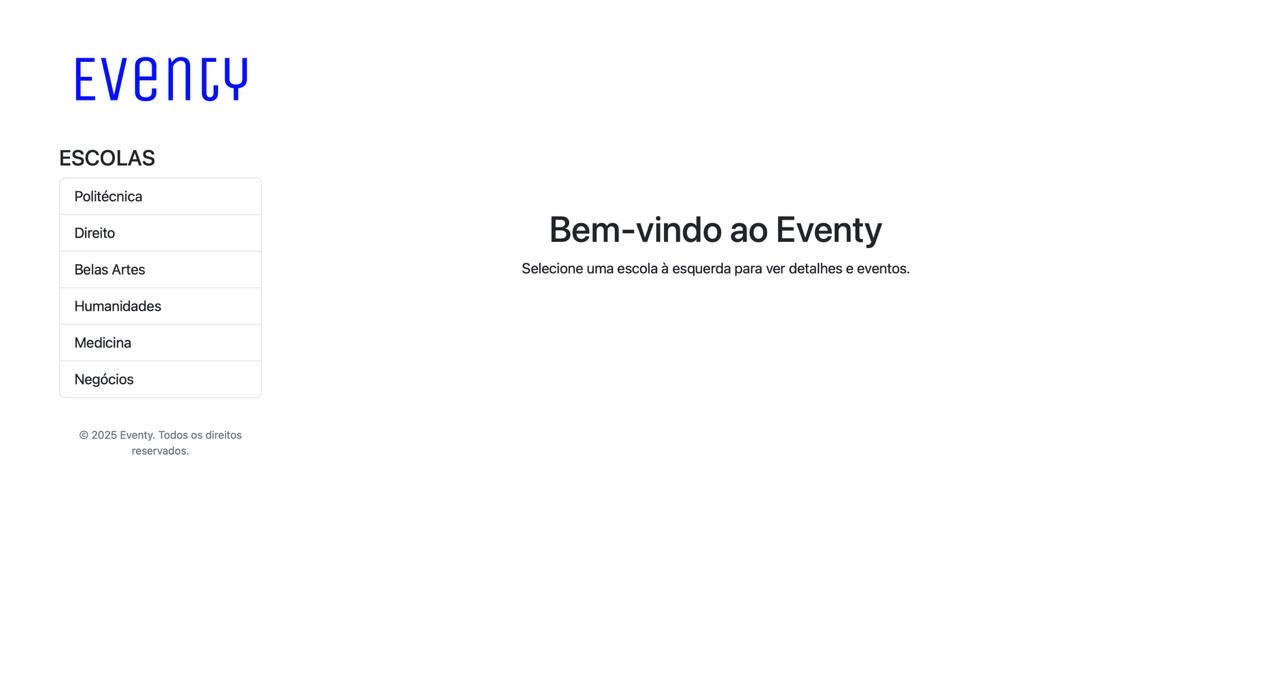 Eventy
ESCOLAS
Politécnica
Direito
Belas Artes
Humanidades
Medicina
Negócios
© 2025 Eventy. Todos os direitos
reservados.
Bem-vindo ao Eventy
Selecione uma escola à esquerda para ver detalhes e eventos.